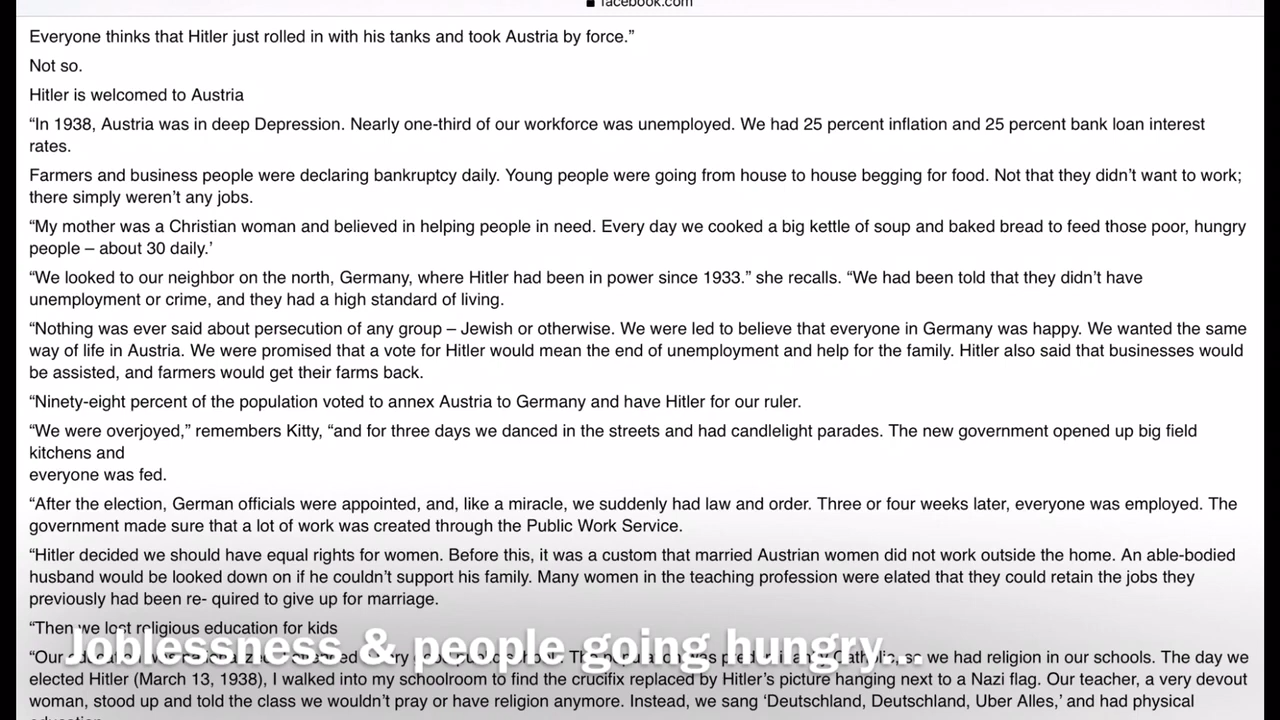 facebook.com
Everyone thinks that Hitler just rolled in with his tanks and took Austria by force.”
Not so.
Hitler is welcomed to Austria
“In 1938, Austria was in deep Depression. Nearly one-third of our workforce was unemployed. We had 25 percent inflation and 25 percent bank loan interest
rates.
Farmers and business people were declaring bankruptcy daily. Young people were going from house to house begging for food. Not that they didn’t want to work;
there simply weren’t any jobs.
“My mother was a Christian woman and believed in helping people in need. Every day we cooked a big kettle of soup and baked bread to feed those poor, hungry
people – about 30 daily.’
“We looked to our neighbor on the north, Germany, where Hitler had been in power since 1933.” she recalls. “We had been told that they didn’t have
unemployment or crime, and they had a high standard of living.
“Nothing was ever said about persecution of any group – Jewish or otherwise. We were led to believe that everyone in Germany was happy. We wanted the same
way of life in Austria. We were promised that a vote for Hitler would mean the end of unemployment and help for the family. Hitler also said that businesses would
be assisted, and farmers would get their farms back.
“Ninety-eight percent of the population voted to annex Austria to Germany and have Hitler for our ruler.
“We were overjoyed,” remembers Kitty, “and for three days we danced in the streets and had candlelight parades. The new government opened up big field
kitchens and
everyone was fed.
“After the election, German officials were appointed, and, like a miracle, we suddenly had law and order. Three or four weeks later, everyone was employed. The
government made sure that a lot of work was created through the Public Work Service.
“Hitler decided we should have equal rights for women. Before this, it was a custom that married Austrian women did not work outside the home. An able-bodied
husband would be looked down on if he couldn’t support his family. Many women in the teaching profession were elated that they could retain the jobs they
previously had been re- quired to give up for marriage.
“Then we lost religious education for kids
Joblessness & people going hungry...
“Our we had religion in our schools. The day we
elected Hitler (March 13, 1938), I walked into my schoolroom to find the crucifix replaced by Hitler’s picture hanging next to a Nazi flag. Our teacher, a very devout
woman, stood up and told the class we wouldn’t pray or have religion anymore. Instead, we sang ‘Deutschland, Deutschland, Uber Alles,’ and had physical